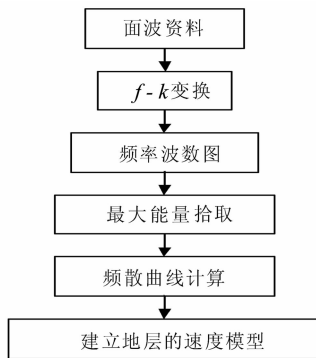 面波资料
f - k变换
频率波数图
最大能量拾取
频散曲线计算
建立地层的速度模型